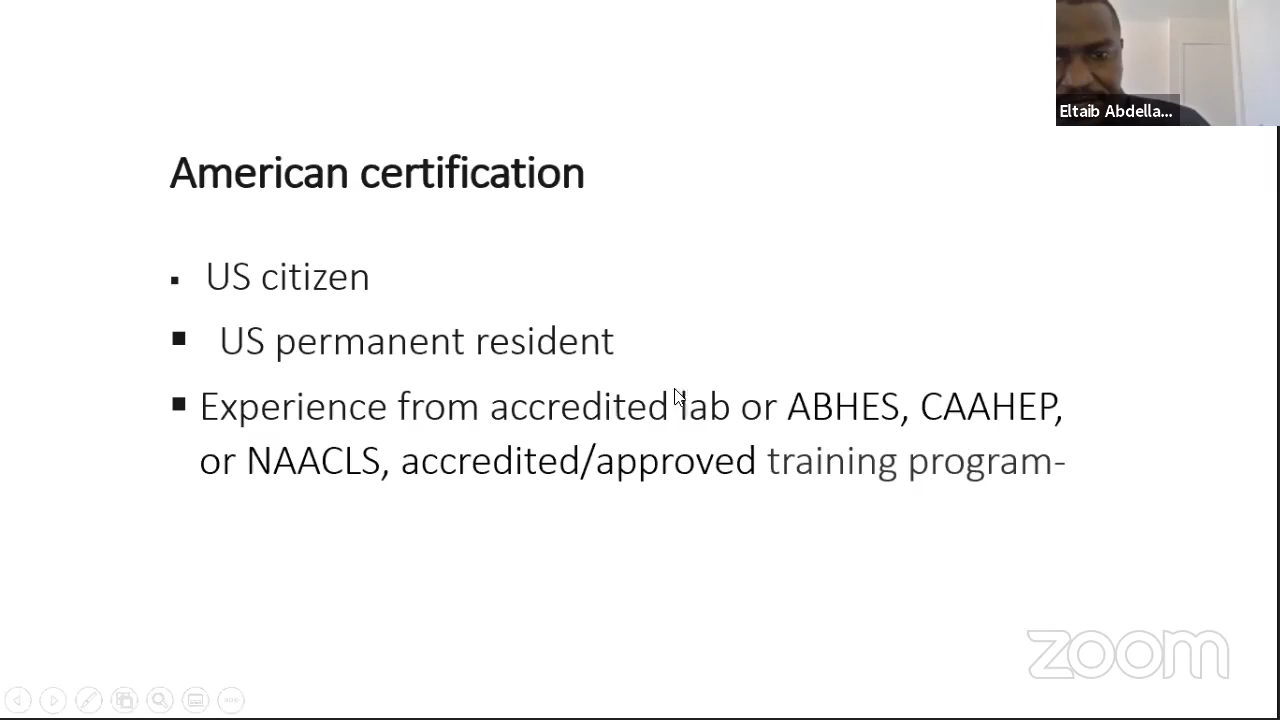 Eltaib Abdella...
American certification
▪ US citizen
▪ US permanent resident
▪ Experience from accredited lab or ABHES, CAAHEP,
or NAACLS, accredited/approved training program-
zoom